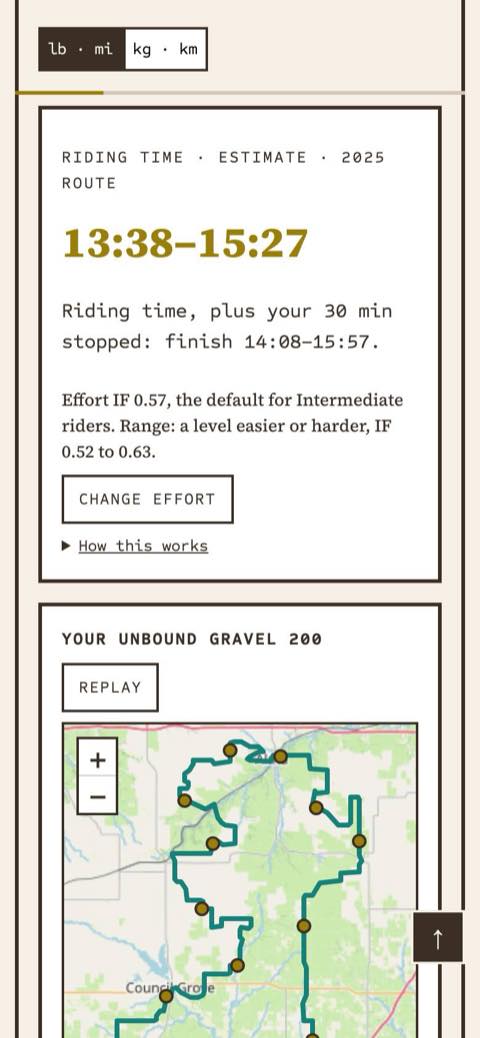 lb · mi
kg · km
RIDING TIME · ESTIMATE · 2025
ROUTE
13:38–15:27
Riding time, plus your 30 min
stopped: finish 14:08–15:57.
Effort IF 0.57, the default for Intermediate
riders. Range: a level easier or harder, IF
0.52 to 0.63.
CHANGE EFFORT
▶ How this works
YOUR UNBOUND GRAVEL 200
REPLAY
+
−
Council Grove
↑